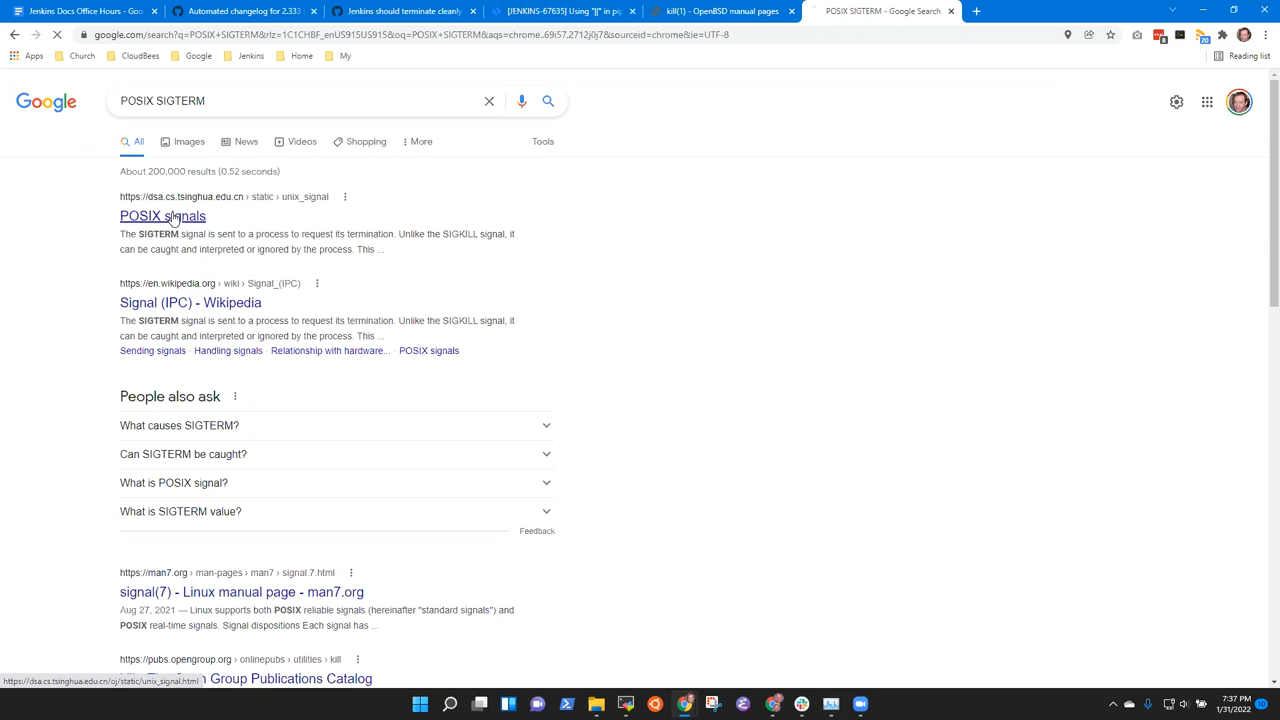 Jenkins Docs Office Hours - Goo
Automated changelog for 2.333
Jenkins should terminate cleanly
[JENKINS-67635] Using "||" in pip
kill(1) - OpenBSD manual pages
POSIX SIGTERM - Google Search
google.com/search?q=POSIX+SIGTERM&rlz=1C1CHBF_enUS915US915&oq=POSIX+SIGTERM&aqs=chrome..69i57.2712j0j7&sourceid=chrome&ie=UTF-8
Apps
Church
CloudBees
Google
Jenkins
Home
My
Reading list
Google
POSIX SIGTERM
All
Images
News
Videos
Shopping
More
Tools
About 200,000 results (0.52 seconds)
https://dsa.cs.tsinghua.edu.cn › static › unix_signal
POSIX signals
The SIGTERM signal is sent to a process to request its termination. Unlike the SIGKILL signal, it
can be caught and interpreted or ignored by the process. This ...
https://en.wikipedia.org › wiki › Signal_(IPC)
Signal (IPC) - Wikipedia
The SIGTERM signal is sent to a process to request its termination. Unlike the SIGKILL signal, it
can be caught and interpreted or ignored by the process. This ...
Sending signals · Handling signals · Relationship with hardware... · POSIX signals
People also ask
What causes SIGTERM?
Can SIGTERM be caught?
What is POSIX signal?
What is SIGTERM value?
Feedback
https://man7.org › man-pages › man7 › signal.7.html
signal(7) - Linux manual page - man7.org
Aug 27, 2021 — Linux supports both POSIX reliable signals (hereinafter "standard signals") and
POSIX real-time signals. Signal dispositions Each signal has ...
https://pubs.opengroup.org › onlinepubs › utilities › kill
Group Publications Catalog
https://dsa.cs.tsinghua.edu.cn/oj/static/unix_signal.html
7:37 PM
1/31/2022